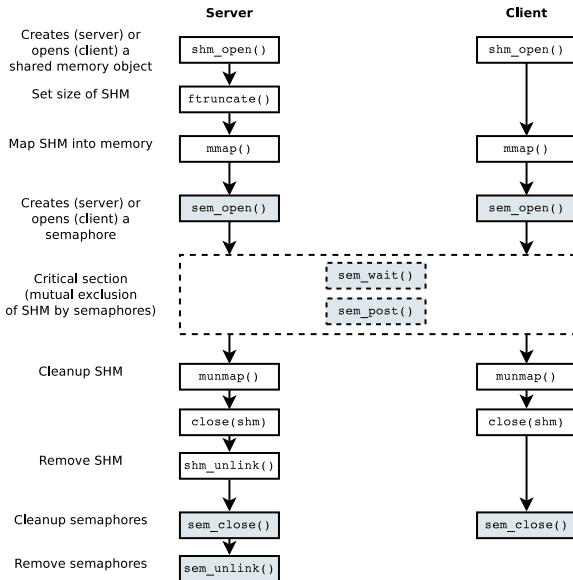 Server
Client
Creates (server) or
opens (client) a
shared memory object
shm_open()
shm_open()
Set size of SHM
ftruncate()
Map SHM into memory
mmap()
mmap()
Creates (server) or
opens (client) a
semaphore
sem_open()
sem_open()
Critical section
(mutual exclusion
of SHM by semaphores)
sem_wait()
sem_post()
Cleanup SHM
munmap()
munmap()
close(shm)
close(shm)
Remove SHM
shm_unlink()
Cleanup semaphores
sem_close()
sem_close()
Remove semaphores
sem_unlink()